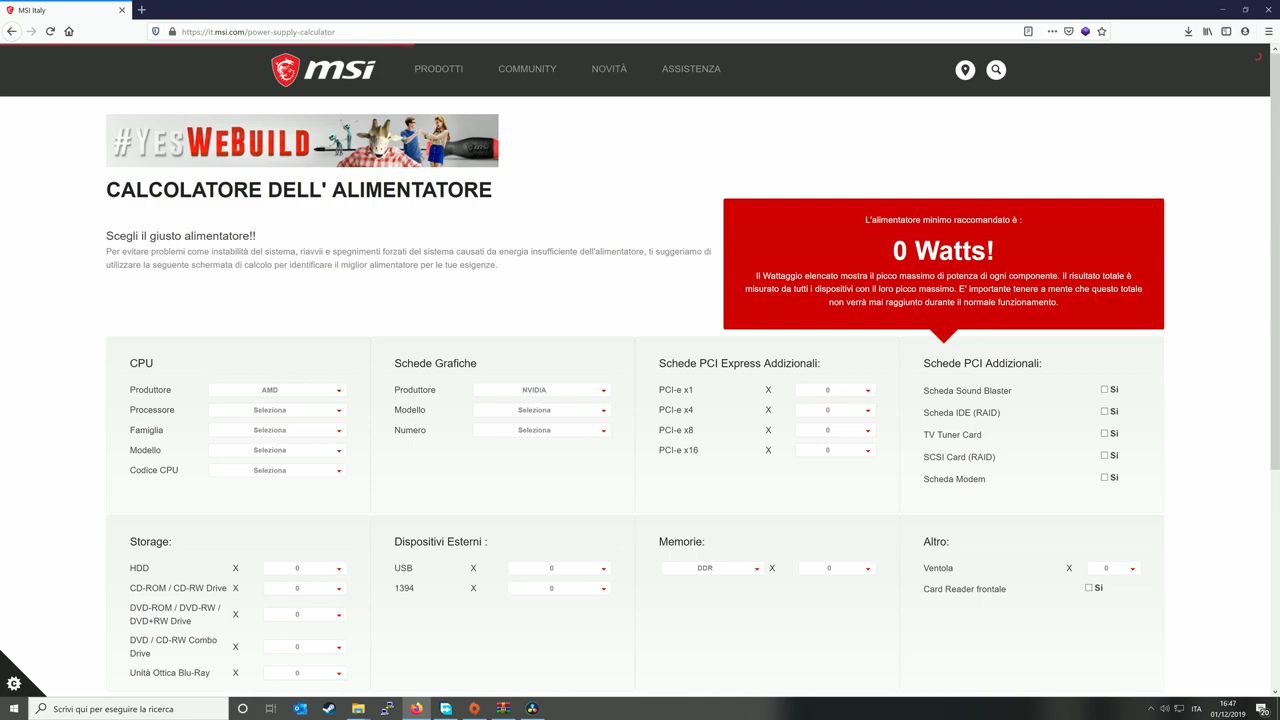 MSI Italy
https://it.msi.com/power-supply-calculator
msi
PRODOTTI
COMMUNITY
NOVITÀ
ASSISTENZA
#YESWEBUILD
CALCOLATORE DELL' ALIMENTATORE
Scegli il giusto alimentatore!!
Per evitare problemi come instabilità del sistema, riavvii e spegnimenti forzati del sistema causati da energia insufficiente dell'alimentatore, ti suggeriamo di
utilizzare la seguente schermata di calcolo per identificare il miglior alimentatore per le tue esigenze.
L'alimentatore minimo raccomandato è :
0 Watts!
Il Wattaggio elencato mostra il picco massimo di potenza di ogni componente. Il risultato totale è
misurato da tutti i dispositivi con il loro picco massimo. E' importante tenere a mente che questo totale
non verrà mai raggiunto durante il normale funzionamento.
CPU
Produttore AMD
Processore Seleziona
Famiglia Seleziona
Modello Seleziona
Codice CPU Seleziona
Schede Grafiche
Produttore NVIDIA
Modello Seleziona
Numero Seleziona
Schede PCI Express Addizionali:
PCI-e x1 X 0
PCI-e x4 X 0
PCI-e x8 X 0
PCI-e x16 X 0
Schede PCI Addizionali:
Scheda Sound Blaster Si
Scheda IDE (RAID) Si
TV Tuner Card Si
SCSI Card (RAID) Si
Scheda Modem Si
Storage:
HDD X 0
CD-ROM / CD-RW Drive X 0
DVD-ROM / DVD-RW /
DVD+RW Drive X 0
DVD / CD-RW Combo
Drive X 0
Unità Ottica Blu-Ray X 0
Dispositivi Esterni :
USB X 0
1394 X 0
Memorie:
DDR X 0
Altro:
Ventola X 0
Card Reader frontale Si
Scrivi qui per eseguire la ricerca
ITA
16:47
01/12/2019
20